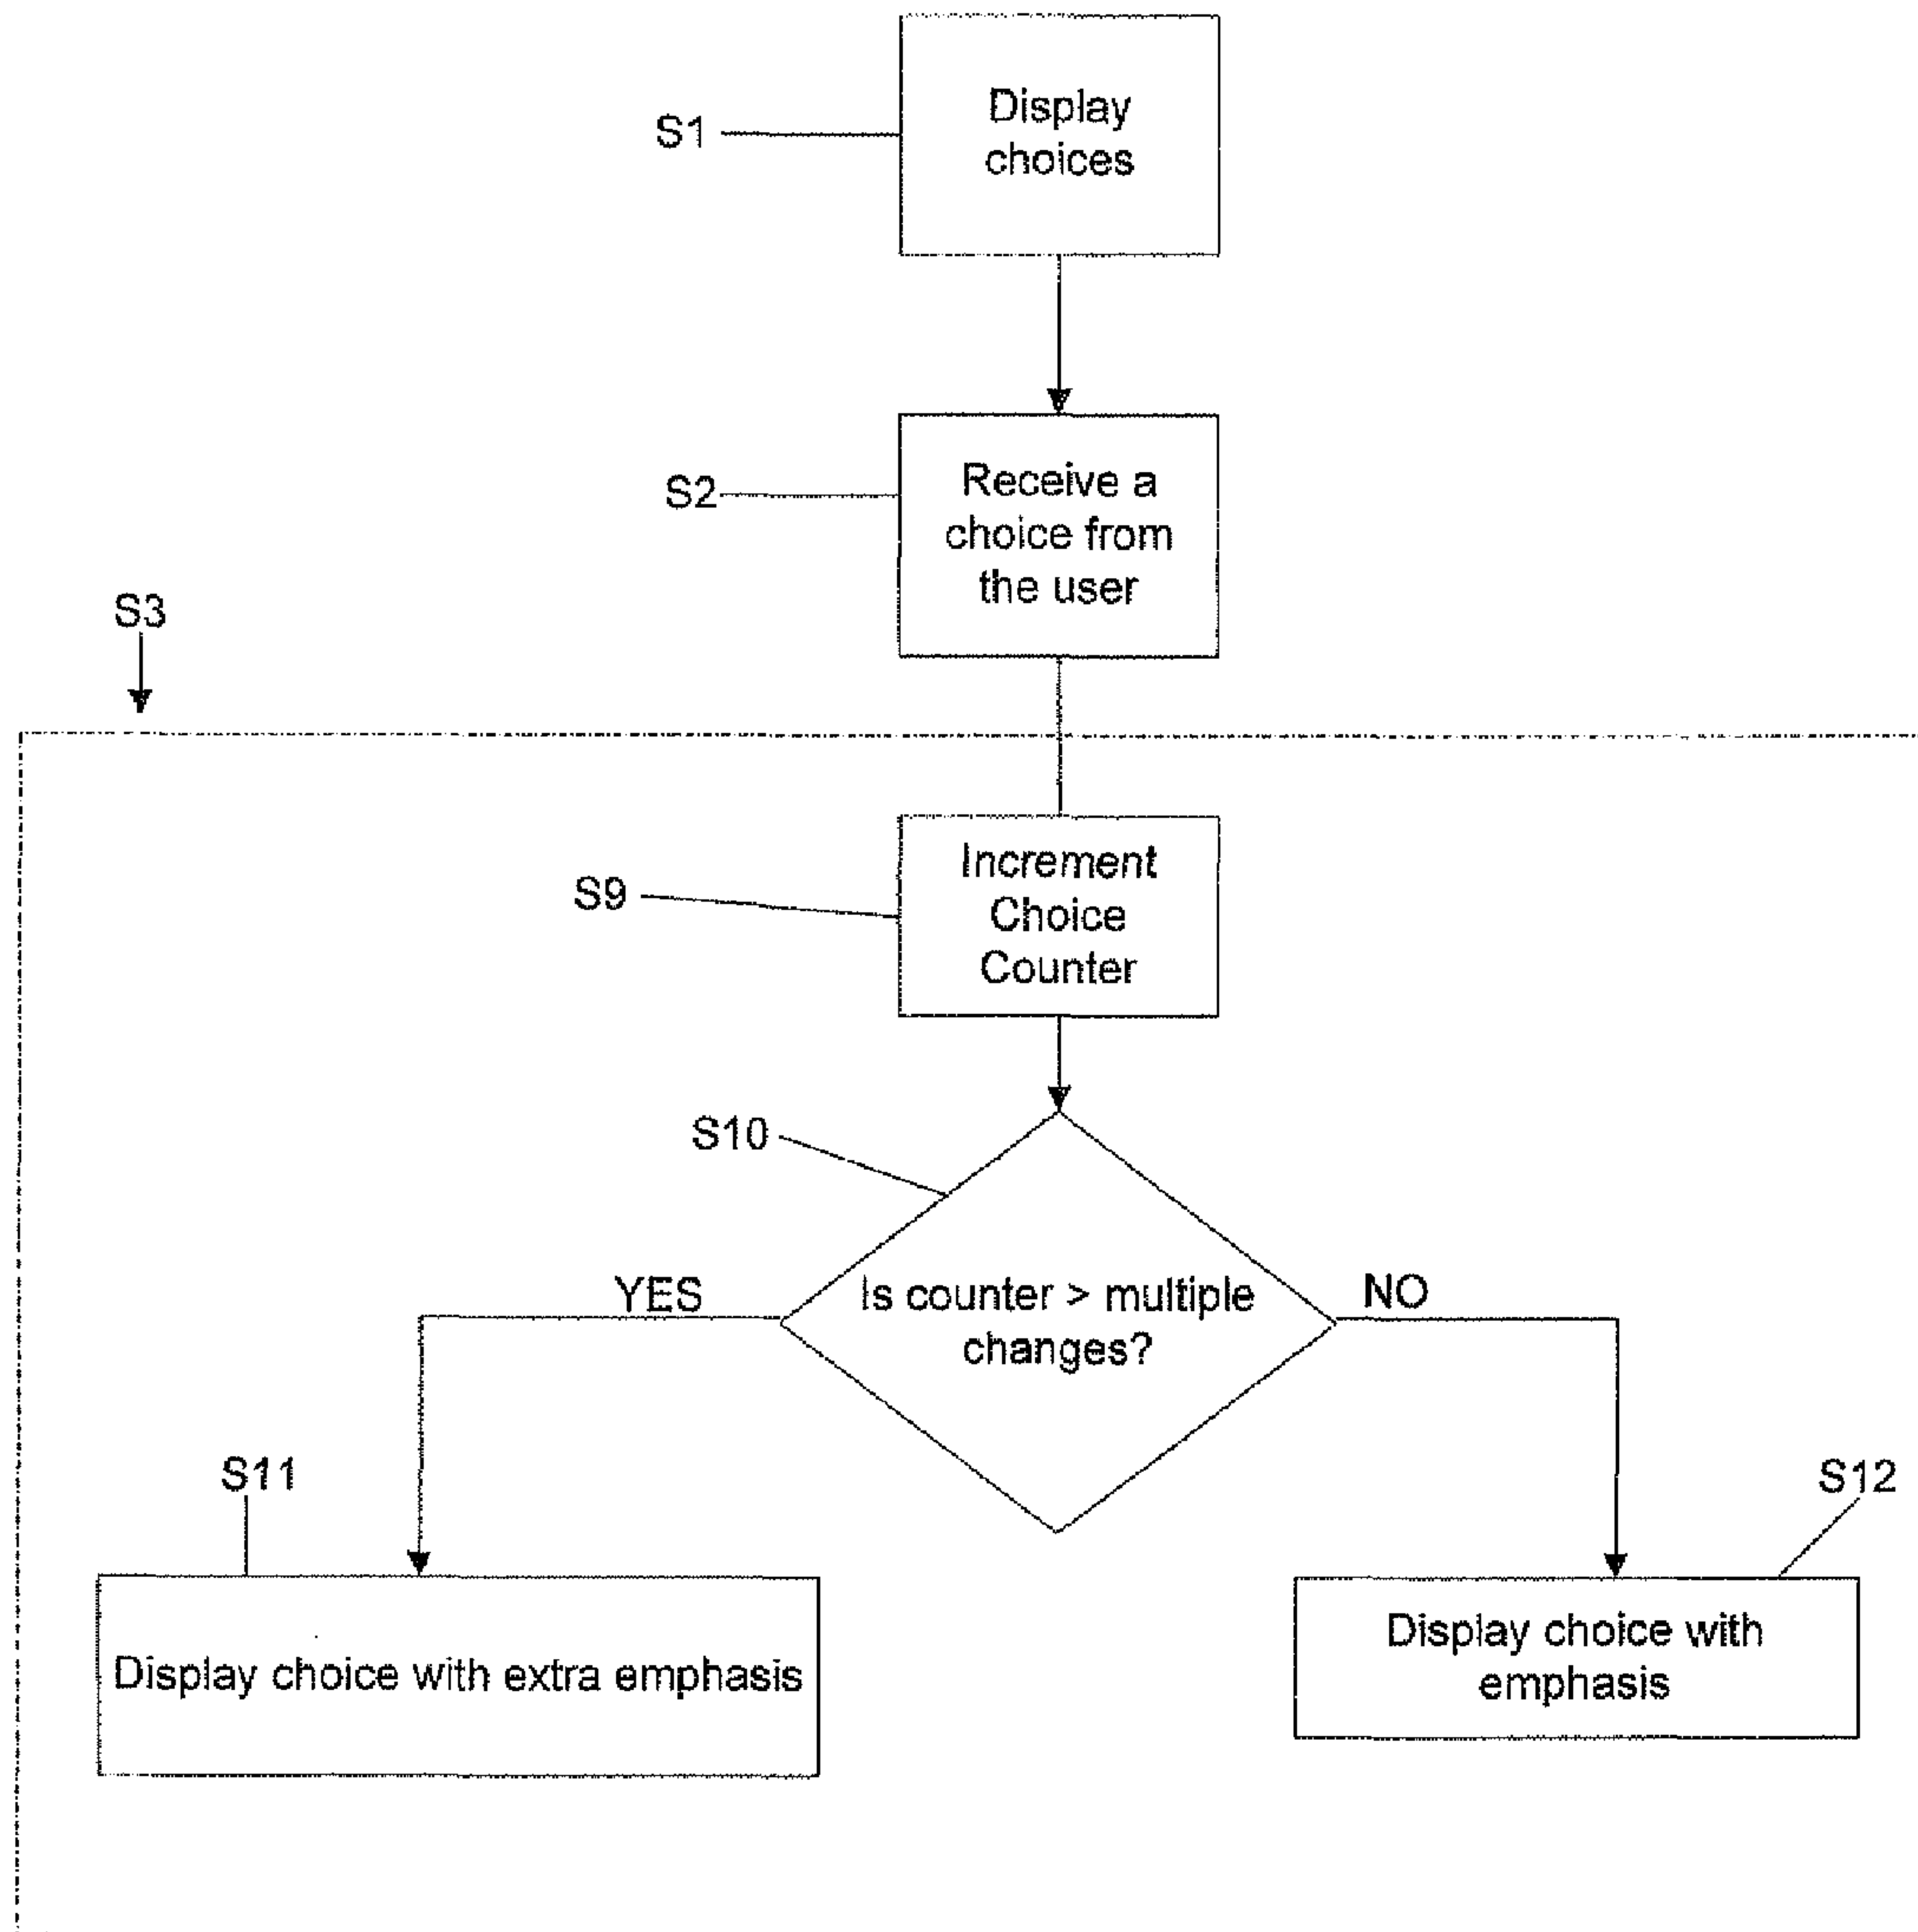 S1
Display
choices
S2
Receive a
choice from
the user
S3
S9
Increment
Choice
Counter
S10
YES
Is counter > multiple
changes?
NO
S11
S12
Display choice with extra emphasis
Display choice with
emphasis